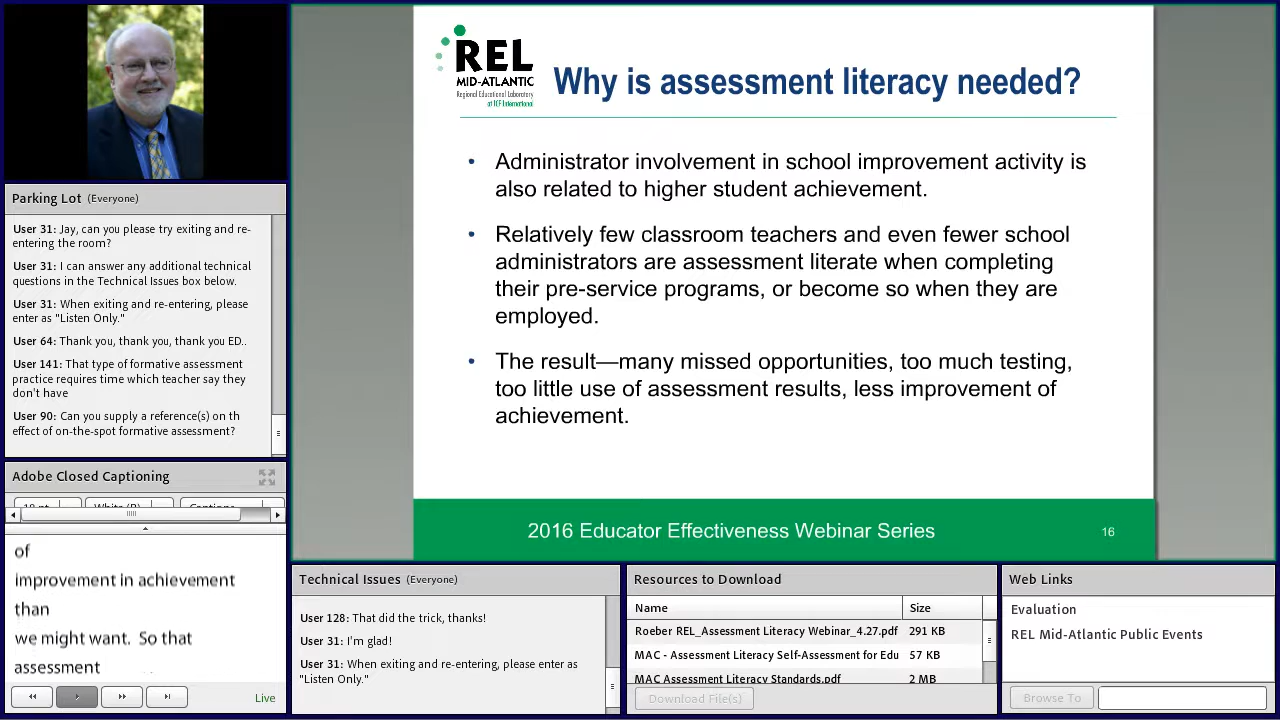 REL
MID-ATLANTIC
Regional Educational Laboratory
at ICF International
Why is assessment literacy needed?
• Administrator involvement in school improvement activity is
also related to higher student achievement.
• Relatively few classroom teachers and even fewer school
administrators are assessment literate when completing
their pre-service programs, or become so when they are
employed.
• The result—many missed opportunities, too much testing,
too little use of assessment results, less improvement of
achievement.
2016 Educator Effectiveness Webinar Series
16
Parking Lot (Everyone)
User 31: Jay, can you please try exiting and re-
entering the room?
User 31: I can answer any additional technical
questions in the Technical Issues box below.
User 31: When exiting and re-entering, please
enter as "Listen Only."
User 64: Thank you, thank you, thank you ED..
User 141: That type of formative assessment
practice requires time which teacher say they
don't have
User 90: Can you supply a reference(s) on th
effect of on-the-spot formative assessment?
Adobe Closed Captioning
of
improvement in achievement
than
we might want. So that
assessment
Live
Technical Issues (Everyone)
User 128: That did the trick, thanks!
User 31: I'm glad!
User 31: When exiting and re-entering, please enter as
"Listen Only."
Resources to Download
Name Size
Roeber REL_Assessment Literacy Webinar_4.27.pdf 291 KB
MAC - Assessment Literacy Self-Assessment for Edu 57 KB
MAC Assessment Literacy Standards.pdf 2 MB
Download File(s)
Web Links
Evaluation
REL Mid-Atlantic Public Events
Browse To